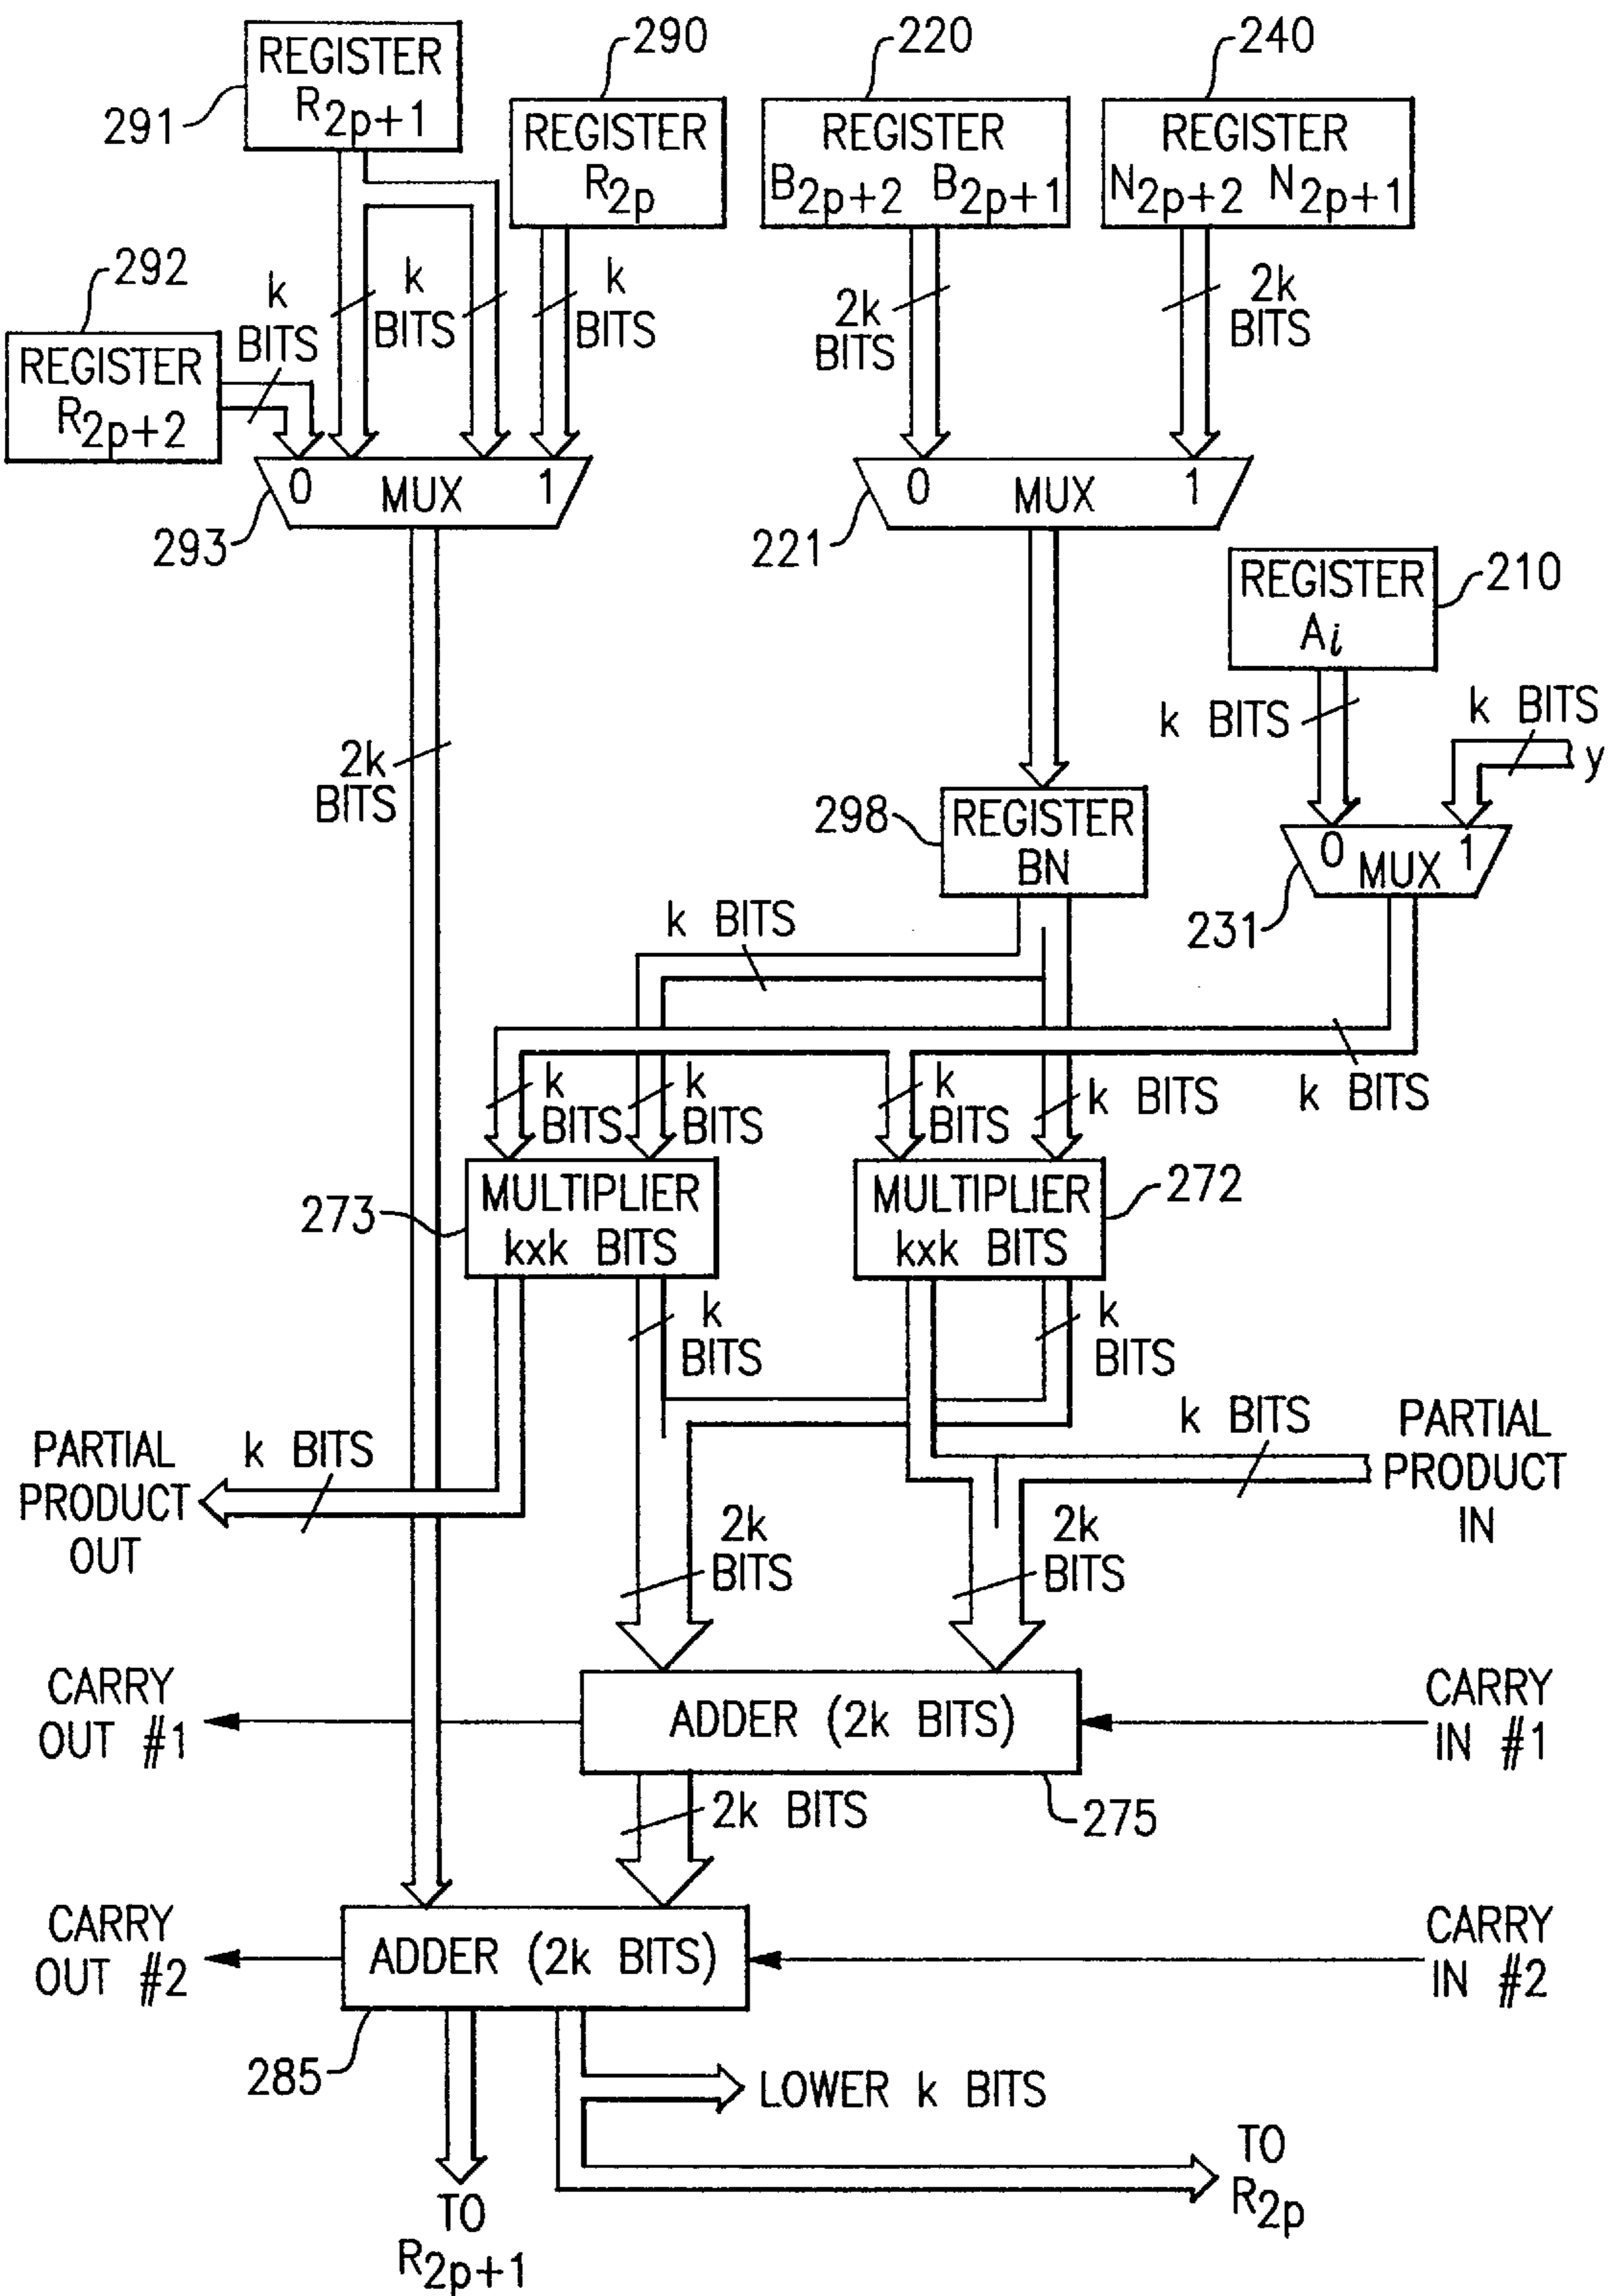 REGISTER
R2p+1
291
290
REGISTER
R2p
220
REGISTER
B2p+2 B2p+1
240
REGISTER
N2p+2 N2p+1
292
REGISTER
R2p+2
k
BITS
k
BITS
k
BITS
2k
BITS
2k
BITS
0 MUX 1
293
0 MUX 1
221
REGISTER
Ai
210
k BITS
k BITS
y
2k
BITS
298
REGISTER
BN
0 MUX 1
231
k BITS
k
BITS
k
BITS
k
BITS
k BITS
k BITS
MULTIPLIER
kxk BITS
273
MULTIPLIER
kxk BITS
272
k
BITS
k
BITS
PARTIAL
PRODUCT
OUT
k BITS
k BITS
PARTIAL
PRODUCT
IN
2k
BITS
2k
BITS
CARRY
OUT #1
ADDER (2k BITS)
CARRY
IN #1
2k BITS
275
CARRY
OUT #2
ADDER (2k BITS)
CARRY
IN #2
285
LOWER k BITS
TO
R2p
TO
R2p+1